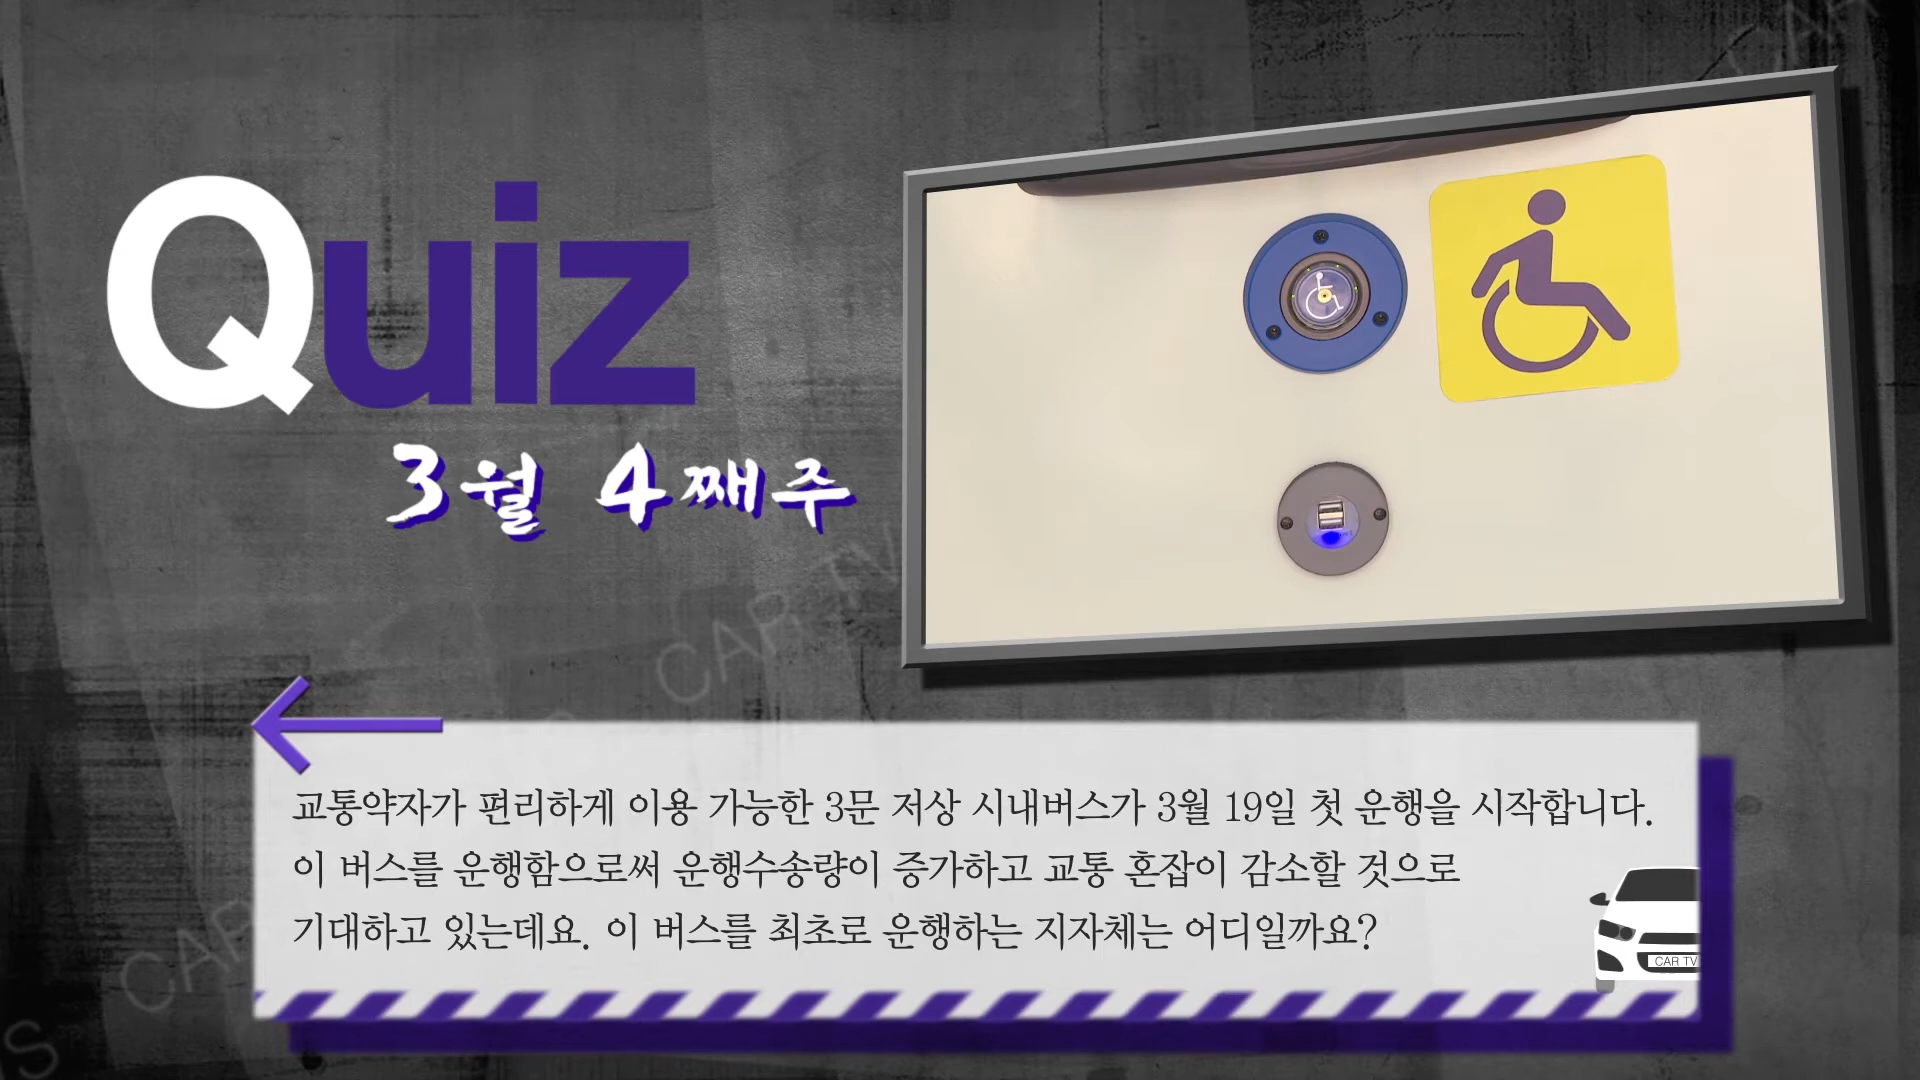 CAR
Quiz
3월 4째주
CAR TV
교통약자가 편리하게 이용 가능한 3문 저상 시내버스가 3월 19일 첫 운행을 시작합니다.
이 버스를 운행함으로써 운행수송량이 증가하고 교통 혼잡이 감소할 것으로
기대하고 있는데요. 이 버스를 최초로 운행하는 지자체는 어디일까요?
CAR TV
CAR
S